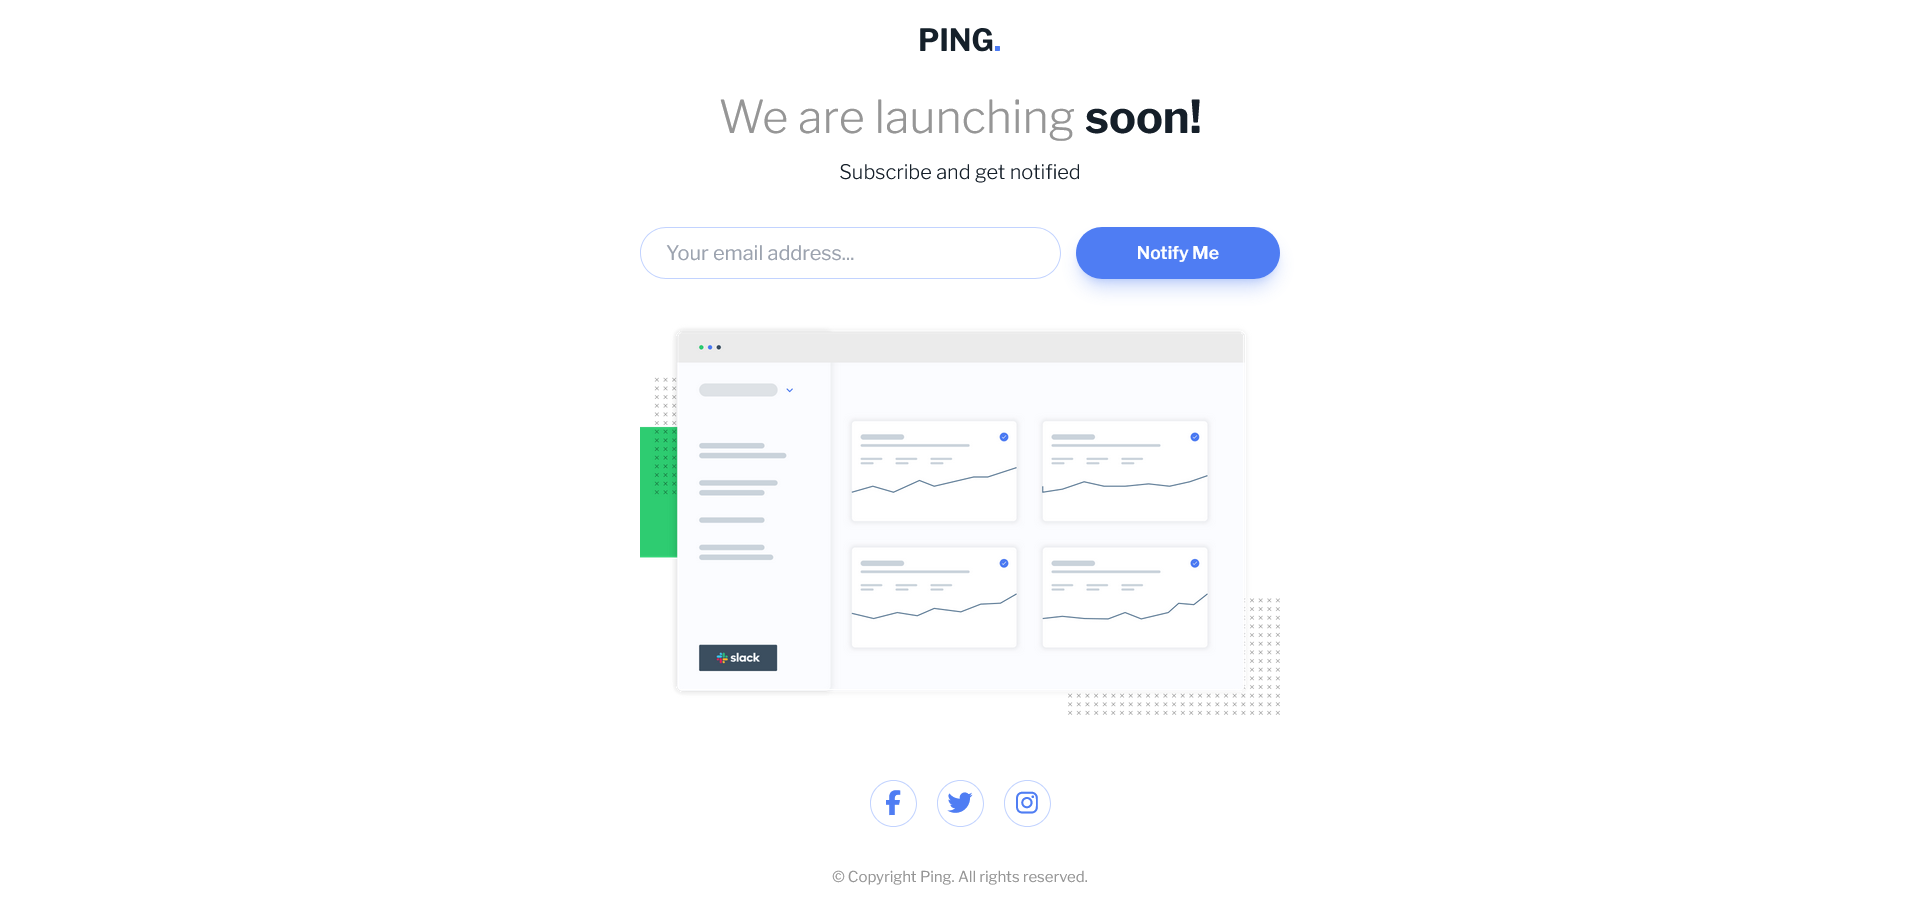 PING.
We are launching soon!
Subscribe and get notified
Your email address...
Notify Me
slack
© Copyright Ping. All rights reserved.